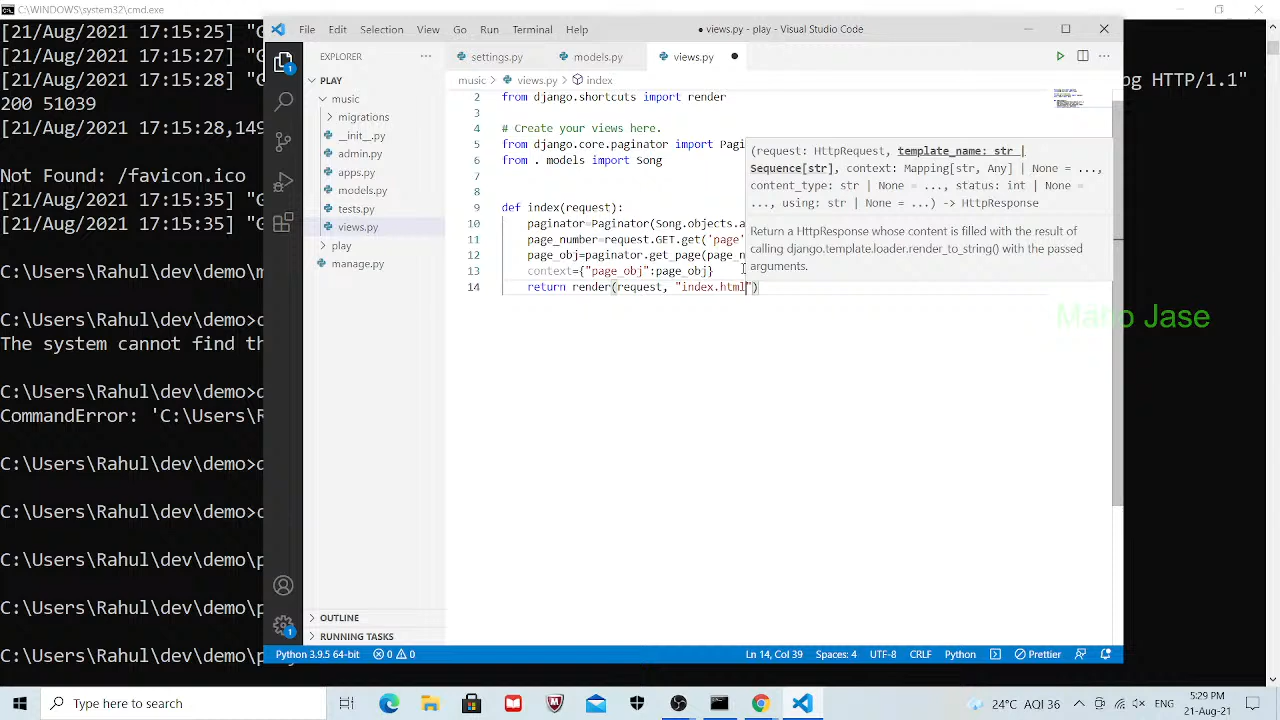 C:\WINDOWS\system32\cmd.exe
[21/Aug/2021 17:15:25] "G
[21/Aug/2021 17:15:27] "G
[21/Aug/2021 17:15:28] "G
og HTTP/1.1"
200 51039
[21/Aug/2021 17:15:28,149
Not Found: /favicon.ico
[21/Aug/2021 17:15:35] "G
[21/Aug/2021 17:15:35] "G
C:\Users\Rahul\dev\demo\m
C:\Users\Rahul\dev\demo>c
The system cannot find th
C:\Users\Rahul\dev\demo>c
CommandError: 'C:\Users\R
C:\Users\Rahul\dev\demo>c
C:\Users\Rahul\dev\demo>c
C:\Users\Rahul\dev\demo\p
C:\Users\Rahul\dev\demo\p
C:\Users\Rahul\dev\demo\p
File Edit Selection View Go Run Terminal Help ● views.py - play - Visual Studio Code
EXPLORER ···
settings.py models.py views.py ●
PLAY
music > views.py > index
music
migrations
__init__.py
admin.py
apps.py
models.py
tests.py
views.py
play
manage.py
OUTLINE
RUNNING TASKS
2 from django.shortcuts import render
3
4 # Create your views here.
5 from django.core.paginator import Pagi
6 from . models import Song
7
8
9 def index(request):
10 paginator=Paginator(Song.objects.a
11 page_number=request.GET.get('page'
12 page_obj=paginator.get_page(page_n
13 context={"page_obj":page_obj}
14 return render(request, "index.html")
(request: HttpRequest, template_name: str |
Sequence[str], context: Mapping[str, Any] | None = ...,
content_type: str | None = ..., status: int | None =
..., using: str | None = ...) -> HttpResponse
Return a HttpResponse whose content is filled with the result of
calling django.template.loader.render_to_string() with the passed
arguments.
Jase
1
1
Python 3.9.5 64-bit 0 0 Ln 14, Col 39 Spaces: 4 UTF-8 CRLF Python Prettier
Type here to search
24°C AQI 36 ENG
5:29 PM
21-Aug-21